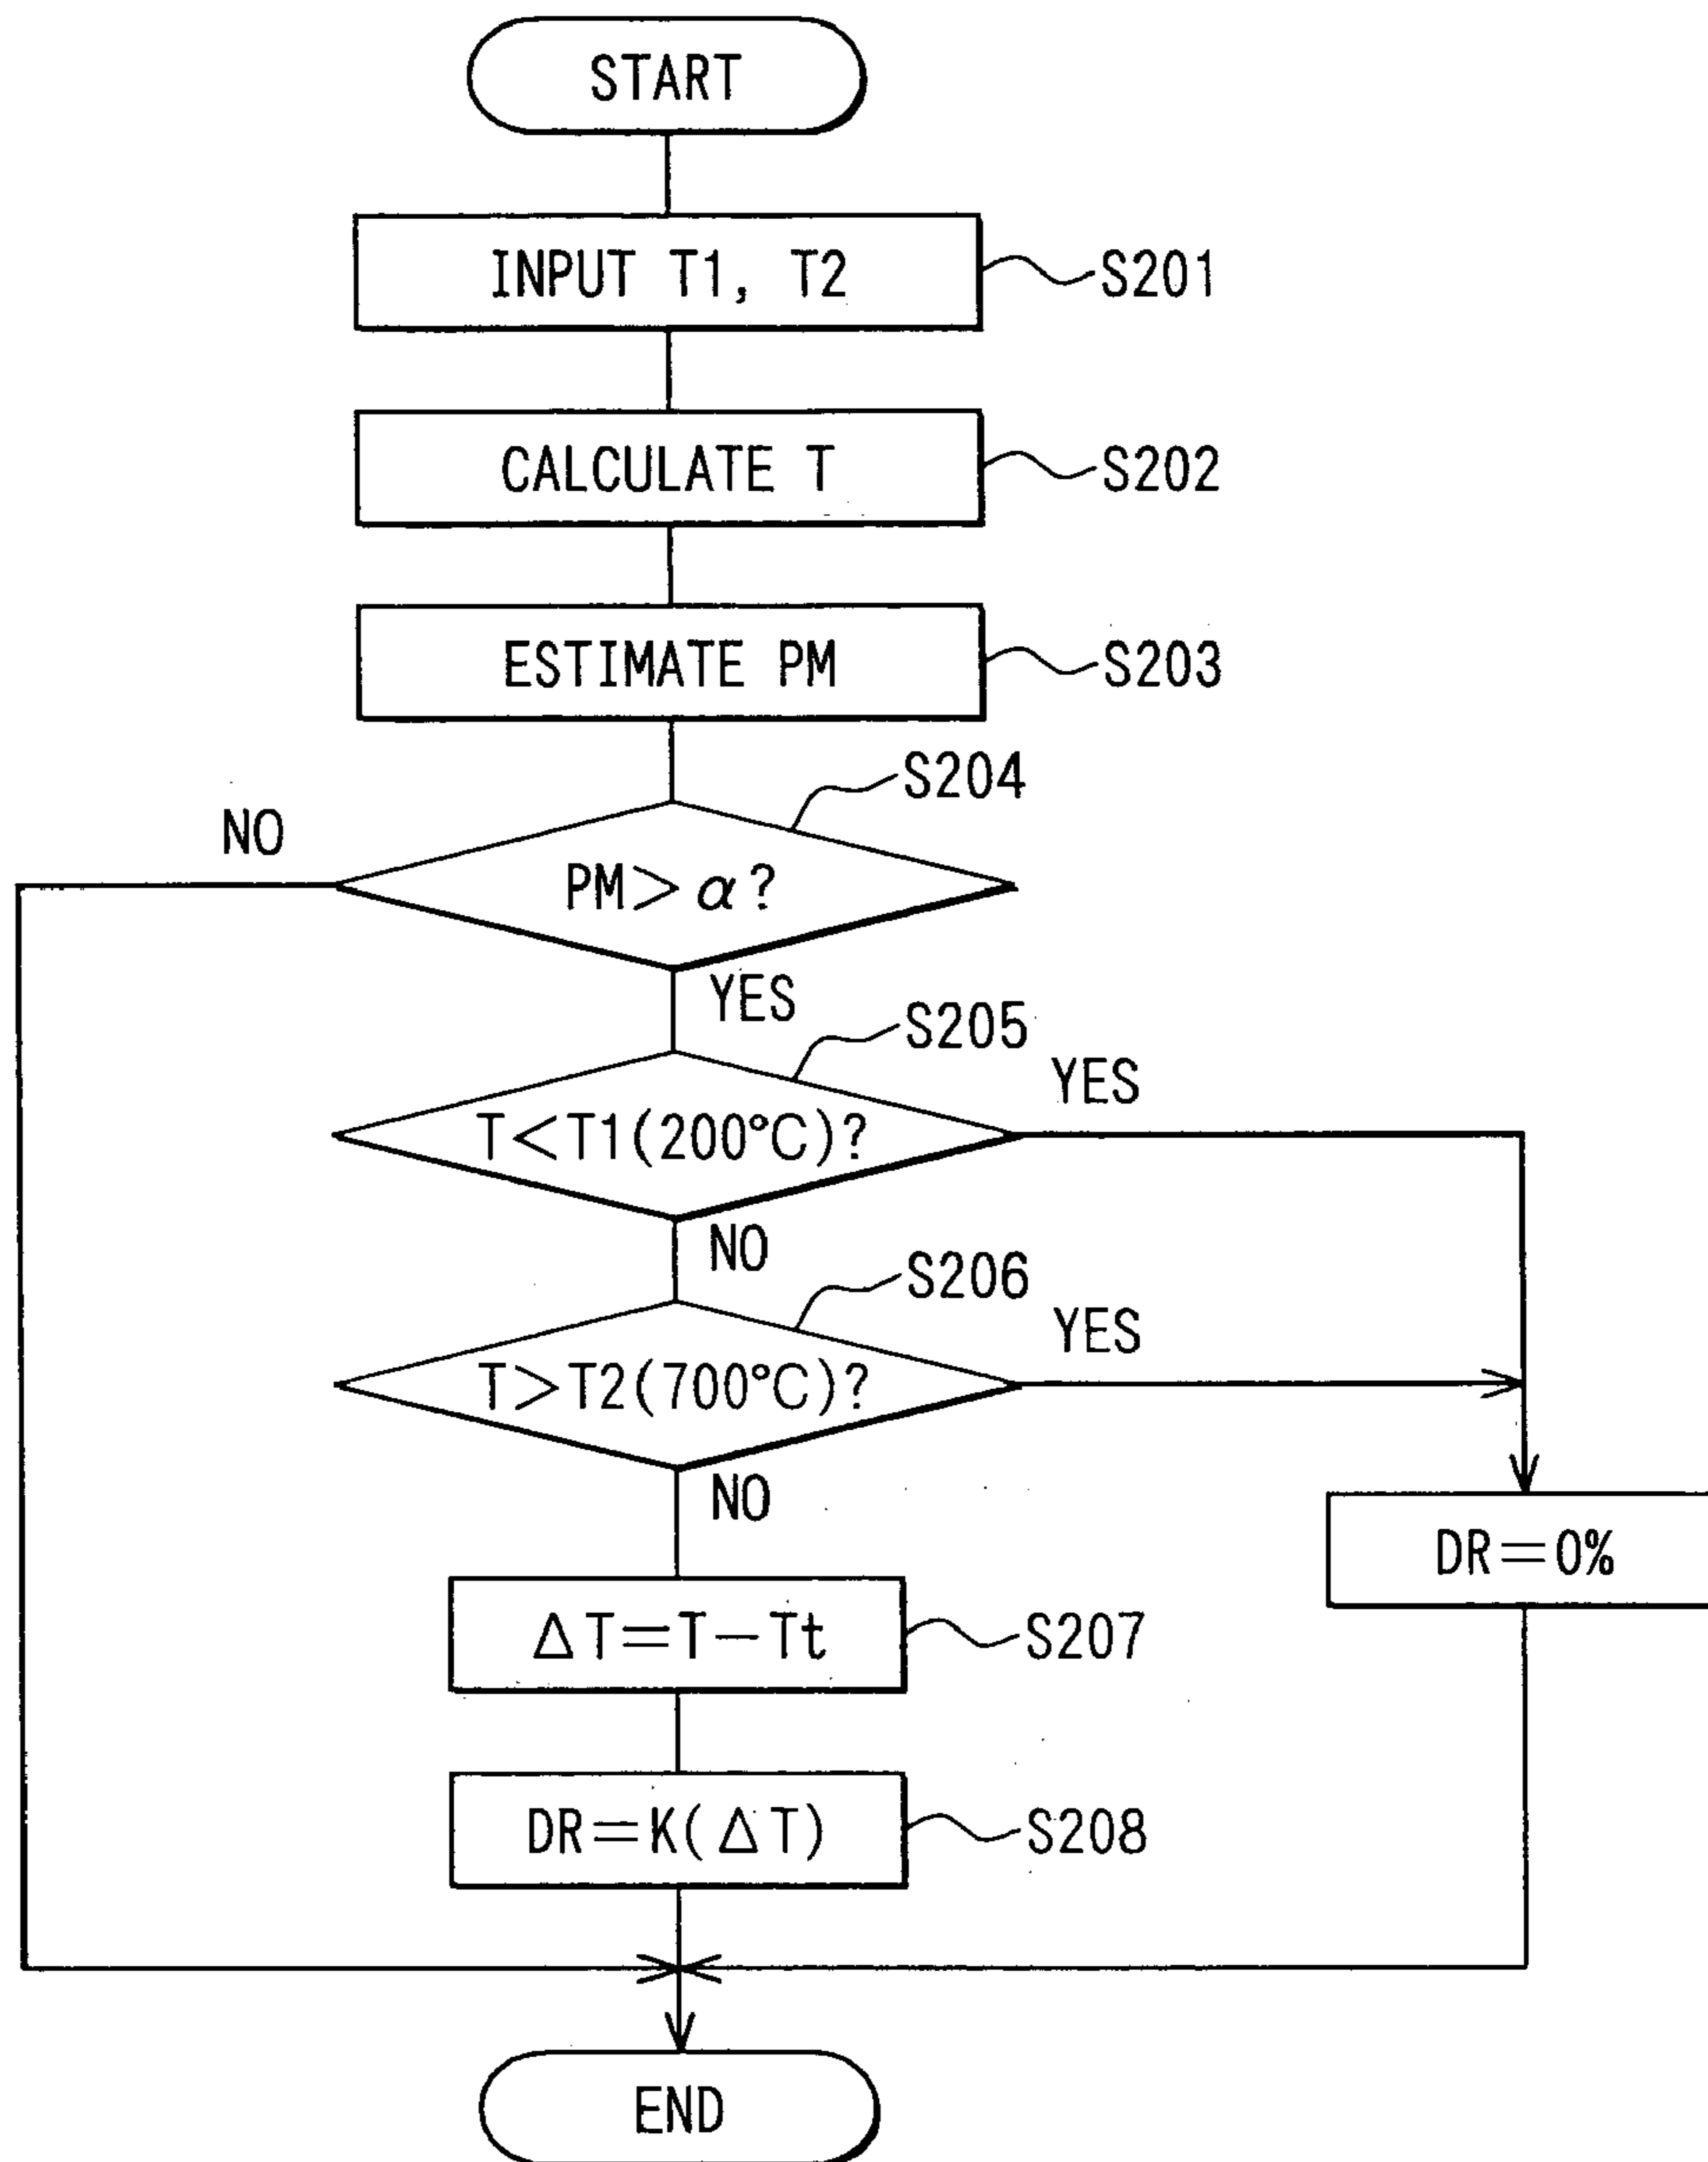 START
INPUT T1, T2
S201
CALCULATE T
S202
ESTIMATE PM
S203
S204
NO
PM>α?
YES
S205
YES
T<T1(200°C)?
NO
S206
YES
T>T2(700°C)?
NO
DR=0%
ΔT=T-Tt
S207
DR=K(ΔT)
S208
END